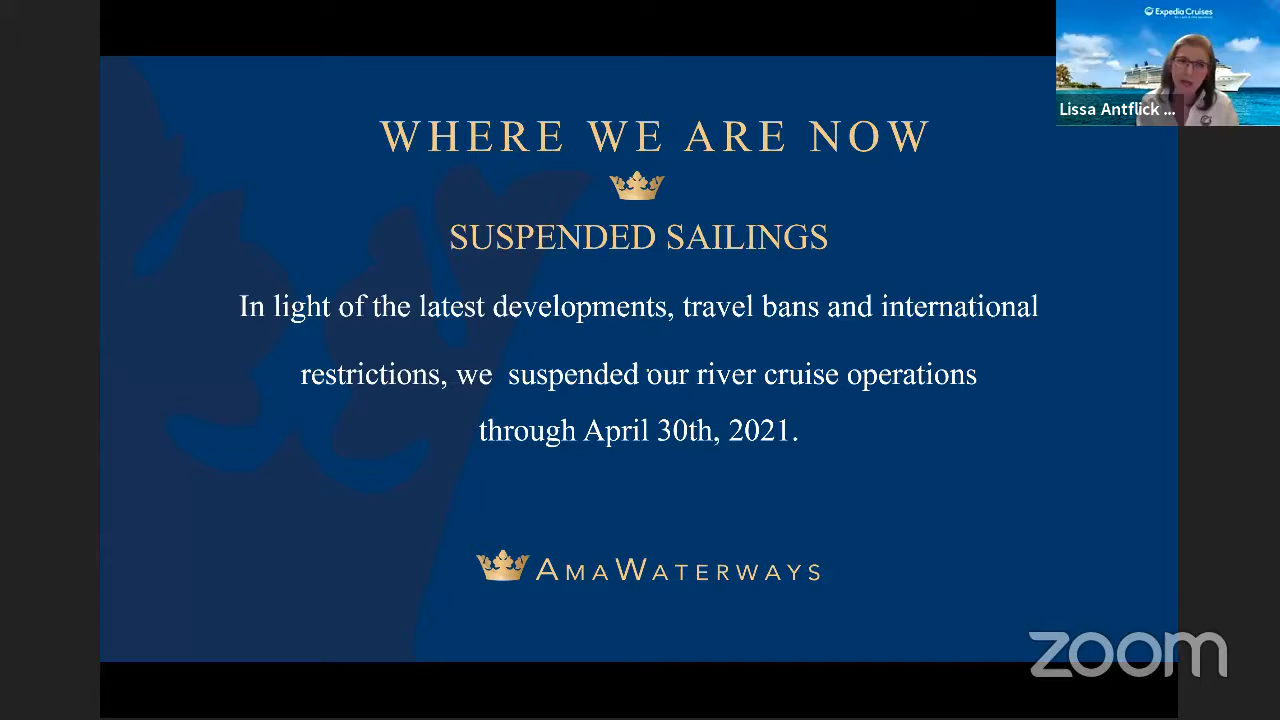 Expedia Cruises
Lissa Antflick ...
WHERE WE ARE NOW
SUSPENDED SAILINGS
In light of the latest developments, travel bans and international
restrictions, we suspended our river cruise operations
through April 30th, 2021.
AMAWATERWAYS
zoom